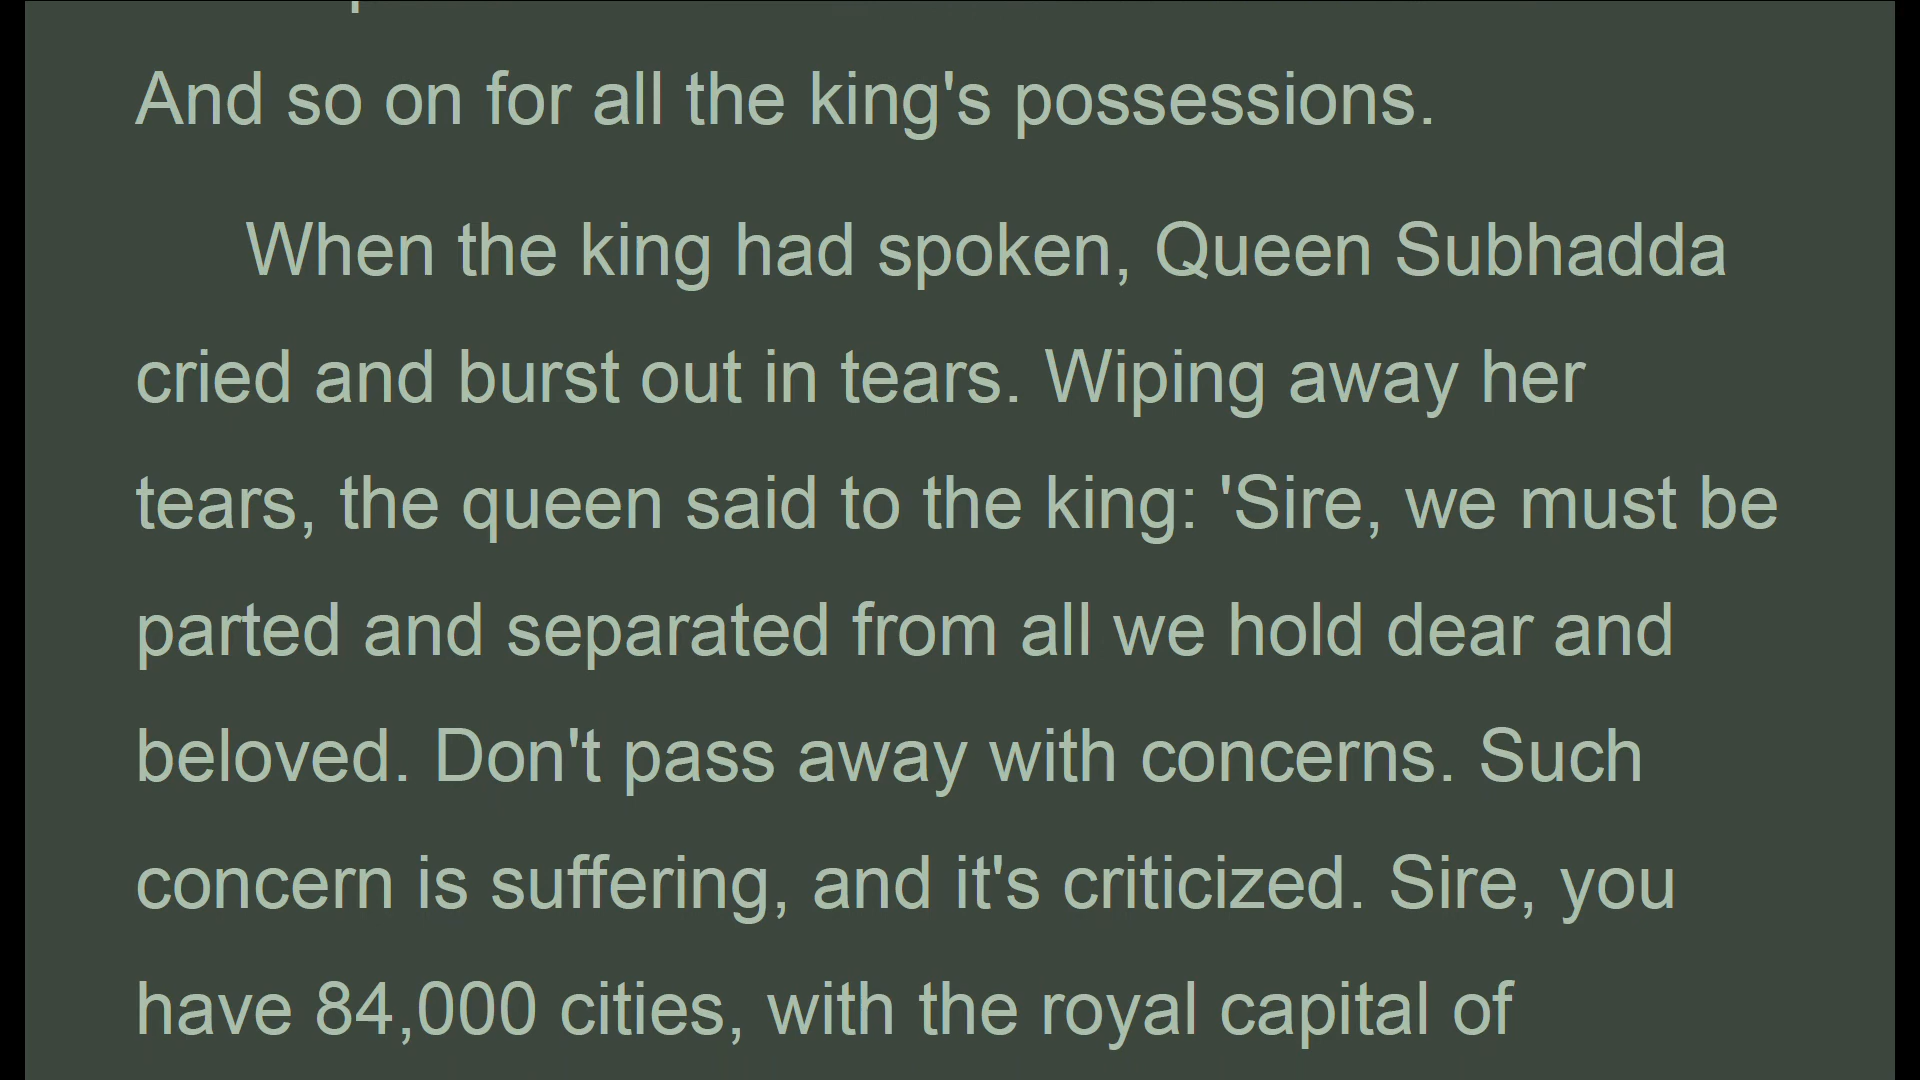 And so on for all the king's possessions.
When the king had spoken, Queen Subhadda
cried and burst out in tears. Wiping away her
tears, the queen said to the king: 'Sire, we must be
parted and separated from all we hold dear and
beloved. Don't pass away with concerns. Such
concern is suffering, and it's criticized. Sire, you
have 84,000 cities, with the royal capital of